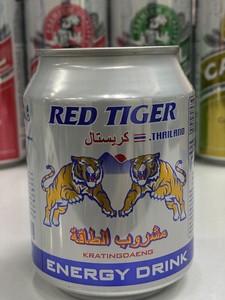 RED TIGER
كريستال .THAILAND
مشروب الطاقة
KRATINGDAENG
ENERGY DRINK